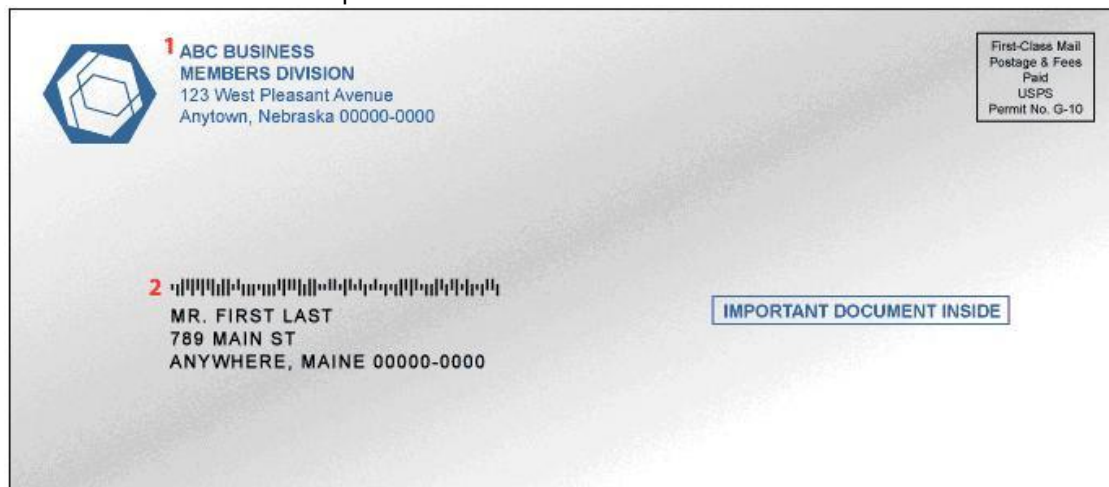 1 ABC BUSINESS
MEMBERS DIVISION
123 West Pleasant Avenue
Anytown, Nebraska 00000-0000
First-Class Mail
Postage & Fees
Paid
USPS
Permit No. G-10
2
MR. FIRST LAST
789 MAIN ST
ANYWHERE, MAINE 00000-0000
IMPORTANT DOCUMENT INSIDE